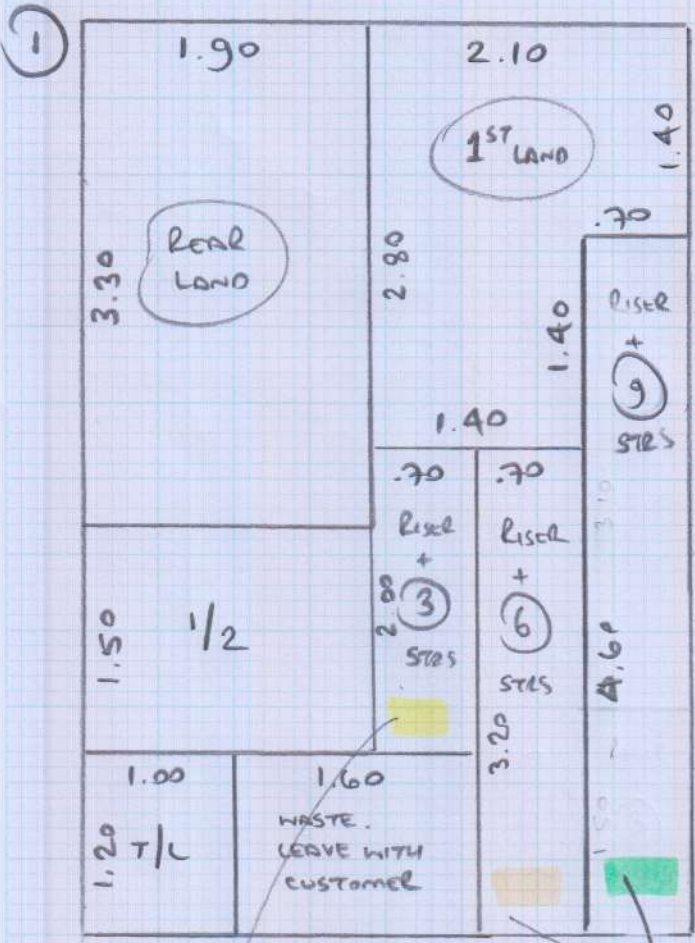 1
1.90
2.10
1ST LAND
1.40
.70
REAR
LAND
3.30
2.80
1.40
RISER
+
9
STRS
1.40
.70
.70
RISER
+
3
STRS
2.00
RISER
+
6
STRS
3.20
4.60
1.50
1/2
1.00
1.60
1.20
T/L
WASTE.
LEAVE WITH
CUSTOMER